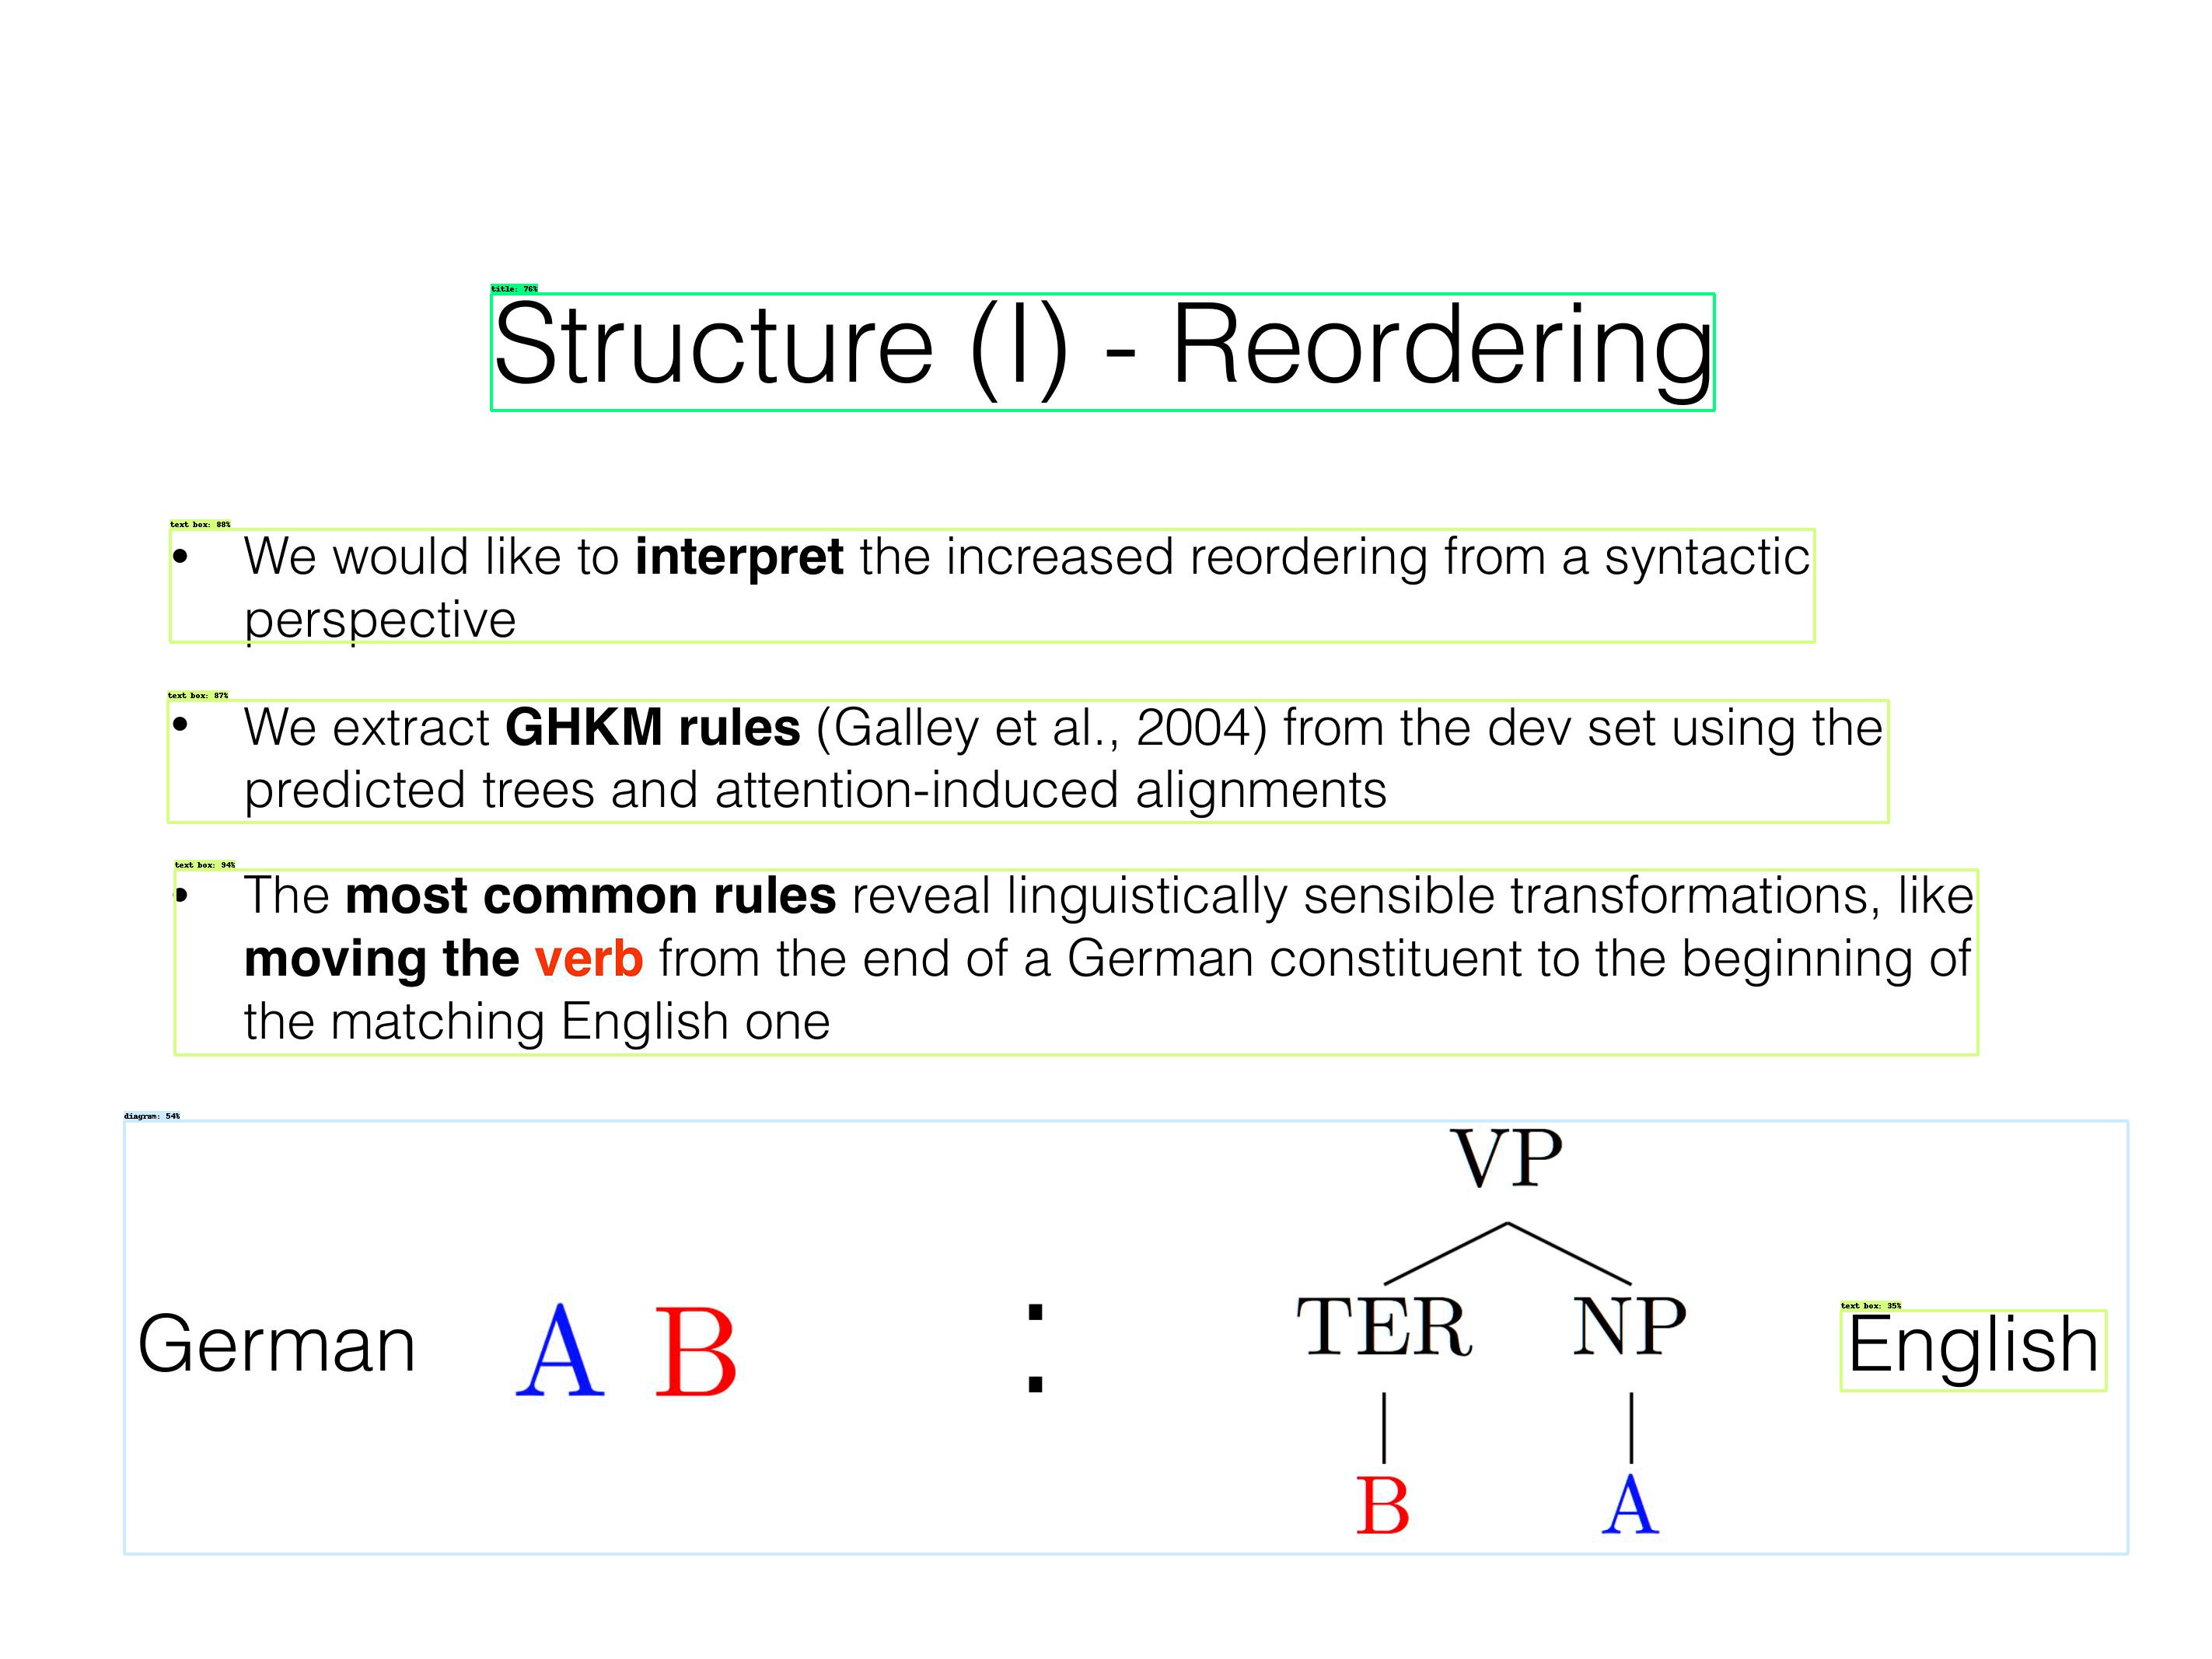 title: 76%
Structure (I) - Reordering
text box: 88%
• We would like to interpret the increased reordering from a syntactic
perspective
text box: 87%
• We extract GHKM rules (Galley et al., 2004) from the dev set using the
predicted trees and attention-induced alignments
text box: 94%
• The most common rules reveal linguistically sensible transformations, like
moving the verb from the end of a German constituent to the beginning of
the matching English one
diagram: 54%
VP
TER NP
text box: 35%
German A B : English
B A